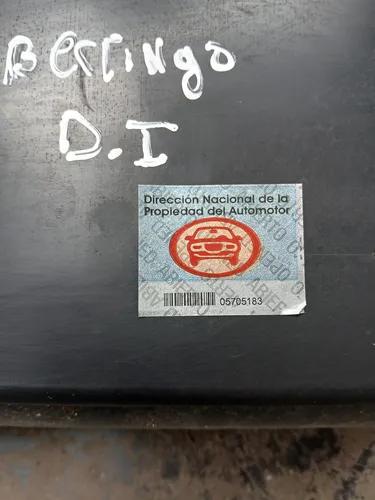 Berlingo
D.I
Dirección Nacional de la
Propiedad del Automotor
05705183